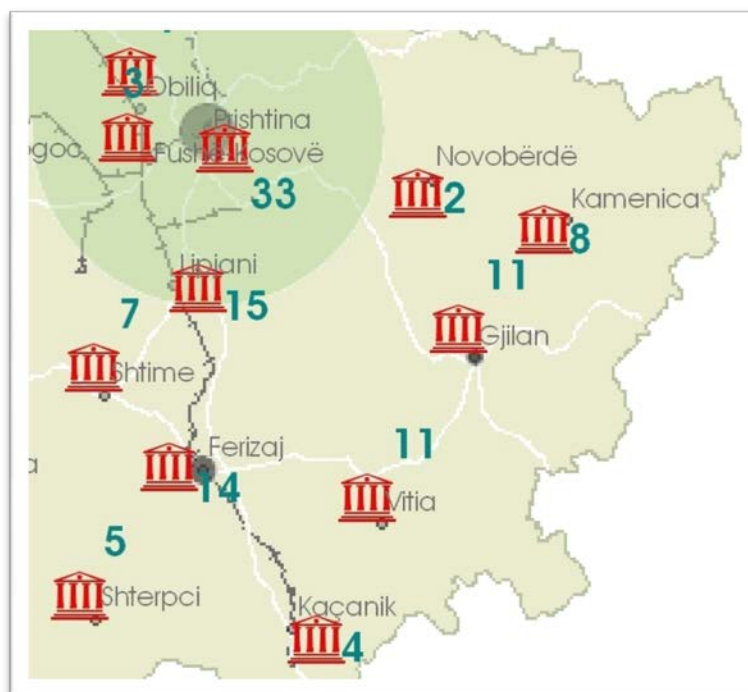 3
Obiliq
Prishtina
Fushë Kosovë
33
Novobërdë
2
Kamenica
8
11
Lipjani
15
7
Gjilan
Shtime
Ferizaj
14
11
Vitia
5
Shterpci
Kaçanik
4